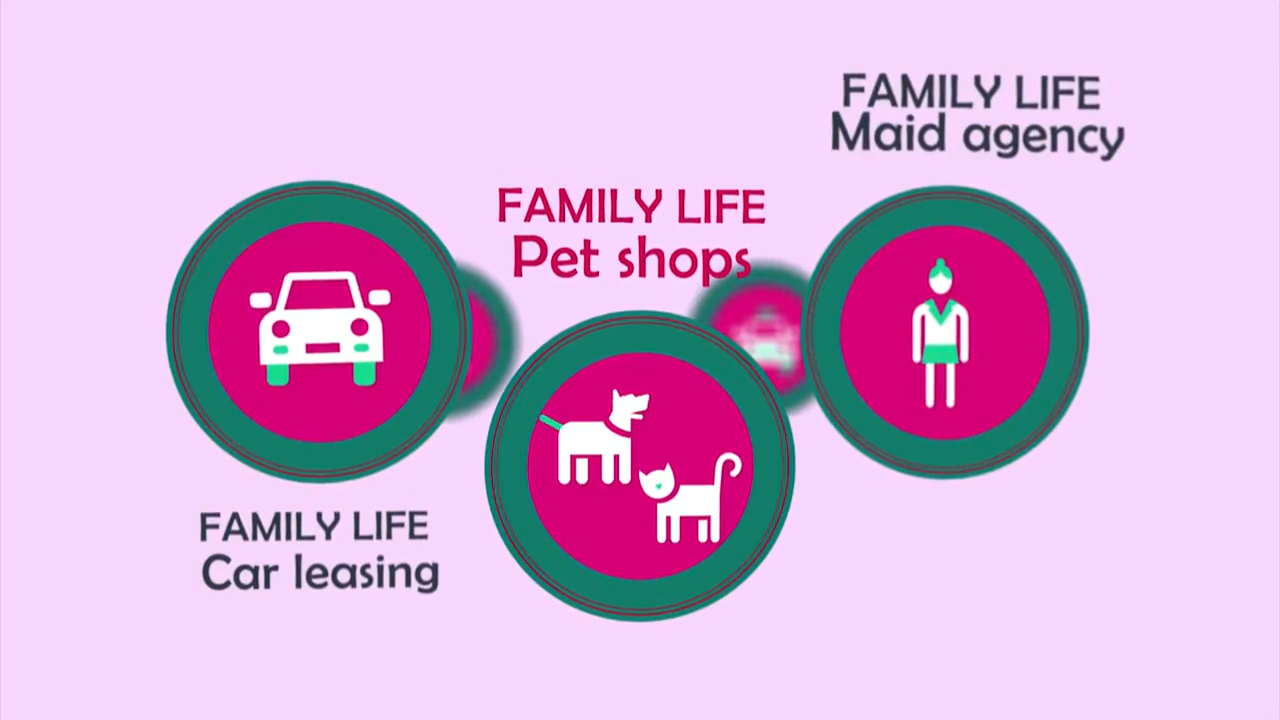 FAMILY LIFE
Maid agency
FAMILY LIFE
Pet shops
FAMILY LIFE
Car leasing